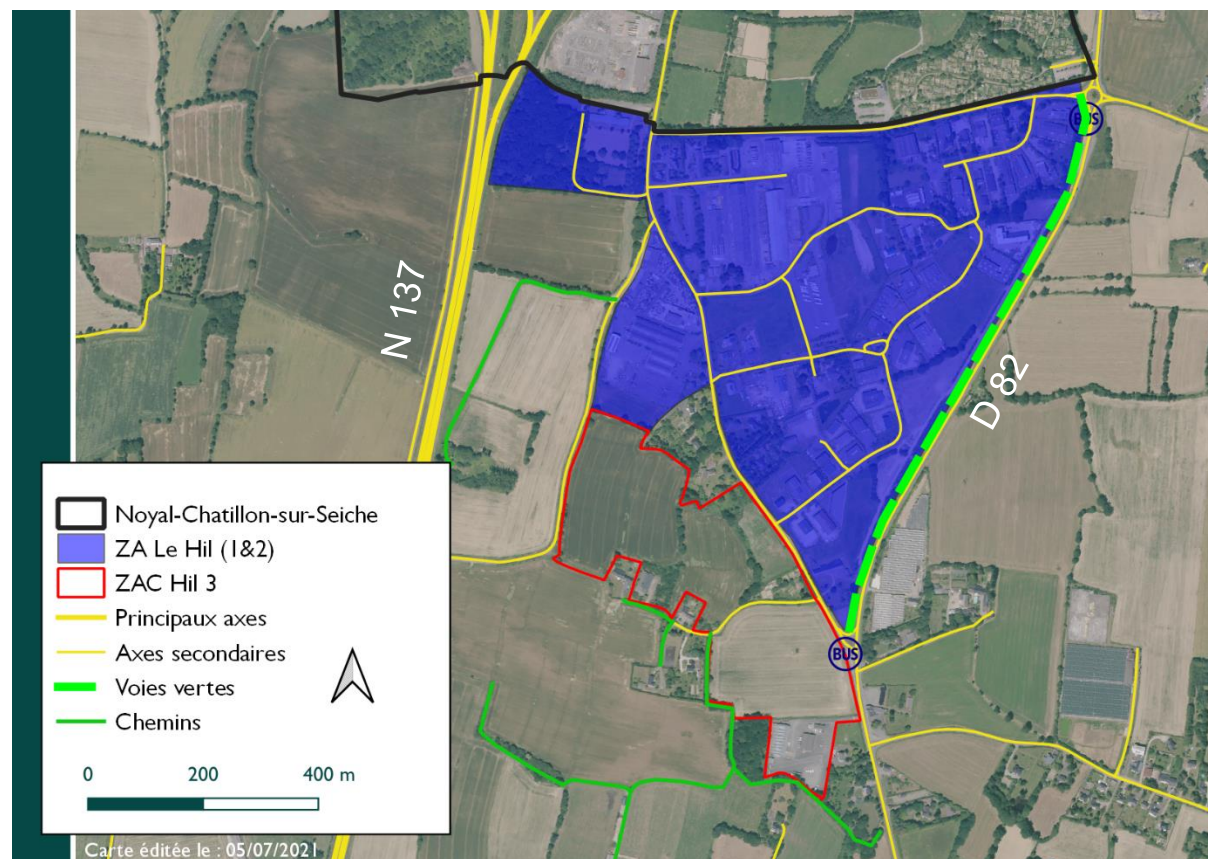 BUS
N 137
D 82
Noyal-Chatillon-sur-Seiche
ZA Le Hil (1&2)
ZAC Hil 3
Principaux axes
Axes secondaires
Voies vertes
Chemins
BUS
0 200 400 m
Carte éditée le : 05/07/2021